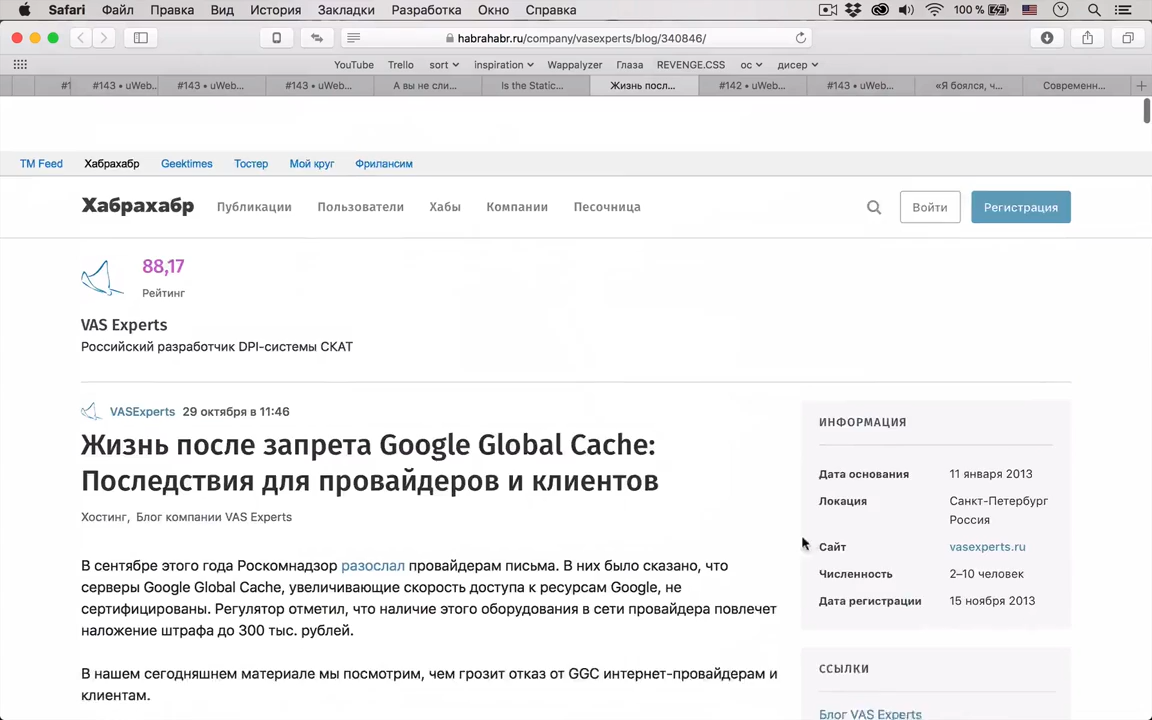 Safari Файл Правка Вид История Закладки Разработка Окно Справка 100 %
habrahabr.ru/company/vasexperts/blog/340846/
YouTube Trello sort inspiration Wappalyzer Глаза REVENGE.CSS ос дисер
#1 #143 • uWeb... #143 • uWeb... #143 • uWeb... А вы не сли... Is the Static... Жизнь посл... #142 • uWeb... #143 • uWeb... «Я боялся, ч... Современн...
TM Feed Хабрахабр Geektimes Тостер Мой круг Фрилансим
Хабрахабр Публикации Пользователи Хабы Компании Песочница Войти Регистрация
88,17
Рейтинг
VAS Experts
Российский разработчик DPI-системы СКАТ
VASExperts 29 октября в 11:46
Жизнь после запрета Google Global Cache:
Последствия для провайдеров и клиентов
Хостинг, Блог компании VAS Experts
В сентябре этого года Роскомнадзор разослал провайдерам письма. В них было сказано, что
серверы Google Global Cache, увеличивающие скорость доступа к ресурсам Google, не
сертифицированы. Регулятор отметил, что наличие этого оборудования в сети провайдера повлечет
наложение штрафа до 300 тыс. рублей.
В нашем сегодняшнем материале мы посмотрим, чем грозит отказ от GGC интернет-провайдерам и
клиентам.
ИНФОРМАЦИЯ
Дата основания 11 января 2013
Локация Санкт-Петербург
Россия
Сайт vasexperts.ru
Численность 2–10 человек
Дата регистрации 15 ноября 2013
ССЫЛКИ
Блог VAS Experts